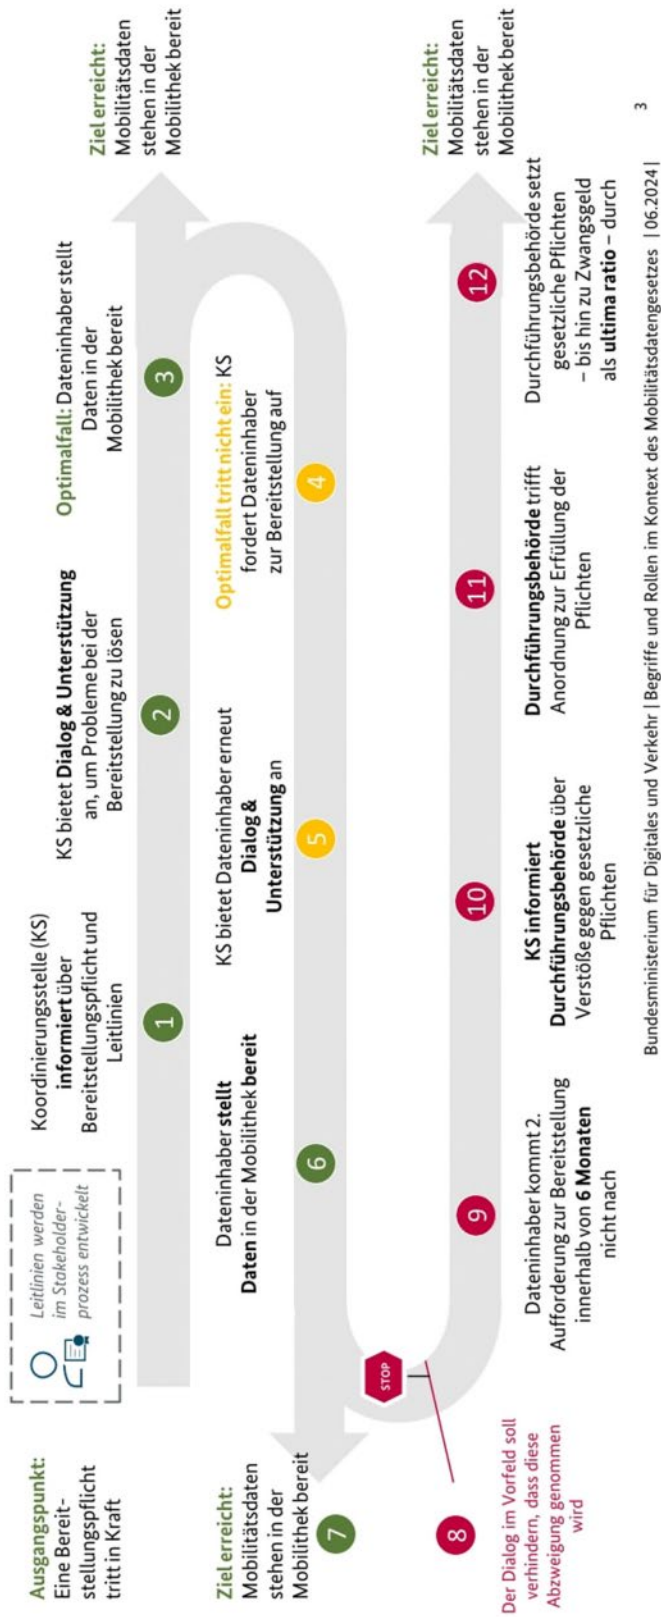 Ausgangspunkt:
Eine Bereit-
stellungspflicht
tritt in Kraft
Leitlinien werden
im Stakeholder-
prozess entwickelt
Koordinierungsstelle (KS)
informiert über
Bereitstellungspflicht und
Leitlinien
1
KS bietet Dialog & Unterstützung
an, um Probleme bei der
Bereitstellung zu lösen
2
Optimalfall: Dateninhaber stellt
Daten in der
Mobilithek bereit
3
Ziel erreicht:
Mobilitätsdaten
stehen in der
Mobilithek bereit
Optimalfall tritt nicht ein: KS
fordert Dateninhaber
zur Bereitstellung auf
4
KS bietet Dateninhaber erneut
Dialog &
Unterstützung an
5
Dateninhaber stellt
Daten in der Mobilithek bereit
6
Ziel erreicht:
Mobilitätsdaten
stehen in der
Mobilithek bereit
7
STOP
8
Der Dialog im Vorfeld soll
verhindern, dass diese
Abzweigung genommen
wird
9
Dateninhaber kommt 2.
Aufforderung zur Bereitstellung
innerhalb von 6 Monaten
nicht nach
10
KS informiert
Durchführungsbehörde über
Verstöße gegen gesetzliche
Pflichten
11
Durchführungsbehörde trifft
Anordnung zur Erfüllung der
Pflichten
12
Durchführungsbehörde setzt
gesetzliche Pflichten
– bis hin zu Zwangsgeld
als ultima ratio – durch
Ziel erreicht:
Mobilitätsdaten
stehen in der
Mobilithek bereit
Bundesministerium für Digitales und Verkehr | Begriffe und Rollen im Kontext des Mobilitätsdatengesetzes | 06.2024 |
3